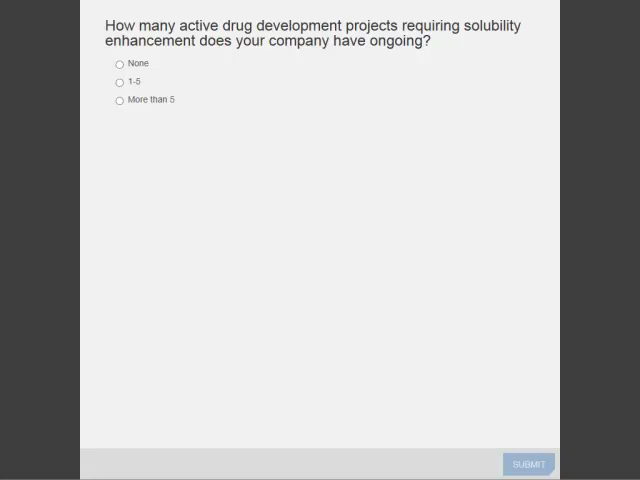 How many active drug development projects requiring solubility
enhancement does your company have ongoing?
None
1-5
More than 5
SUBMIT